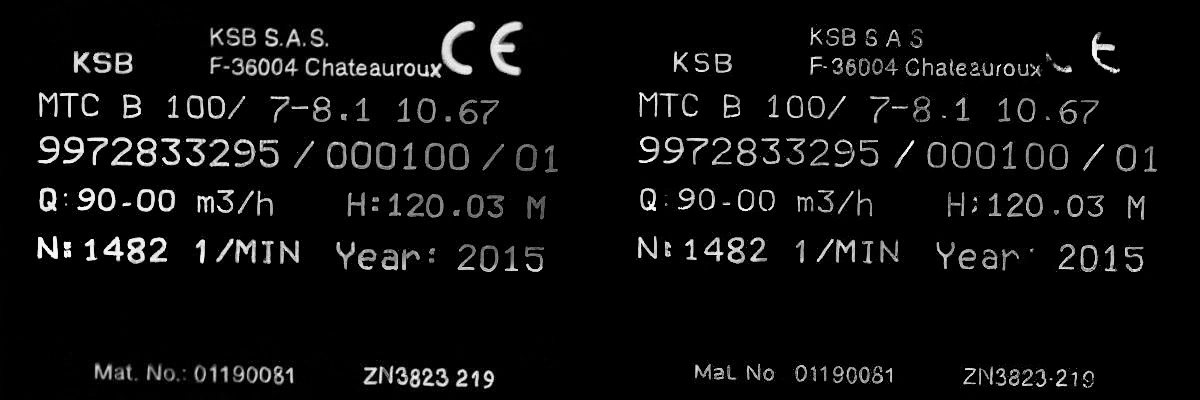 KSB S.A.S.
KSB F-36004 Chateauroux CE
MTC B 100/ 7-8.1 10.67
9972833295 / 000100 / 01
Q:90-00 m3/h H:120.03 M
N:1482 1/MIN Year: 2015
Mat. No.: 01190081 ZN3823 219
KSB S A S
KSB F-36004 Chateauroux
MTC B 100/ 7-8.1 10.67
9972833295 / 000100 / 01
Q:90-00 m3/h H:120.03 M
N:1482 1/MIN Year: 2015
Mat. No 01190081 ZN3823-219